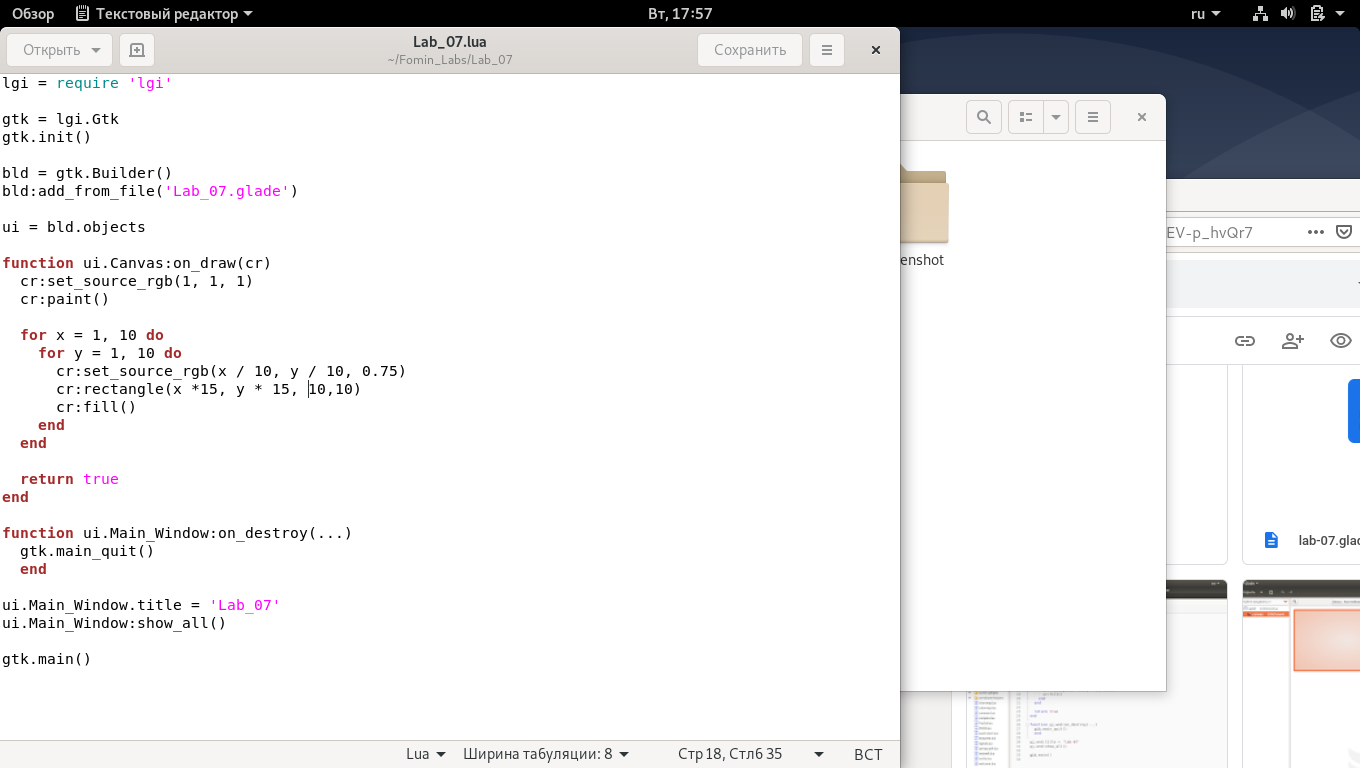 Обзор
Текстовый редактор
Вт, 17:57
ru
Открыть
Lab_07.lua
~/Fomin_Labs/Lab_07
Сохранить
lgi = require 'lgi'
gtk = lgi.Gtk
gtk.init()
bld = gtk.Builder()
bld:add_from_file('Lab_07.glade')
ui = bld.objects
function ui.Canvas:on_draw(cr)
cr:set_source_rgb(1, 1, 1)
cr:paint()
for x = 1, 10 do
for y = 1, 10 do
cr:set_source_rgb(x / 10, y / 10, 0.75)
cr:rectangle(x *15, y * 15, 10,10)
cr:fill()
end
end
return true
end
function ui.Main_Window:on_destroy(...)
gtk.main_quit()
end
ui.Main_Window.title = 'Lab_07'
ui.Main_Window:show_all()
gtk.main()
Lua
Ширина табуляции: 8
Стр 18, Стлб 35
ВСТ
enshot
EV-p_hvQr7
lab-07.glad